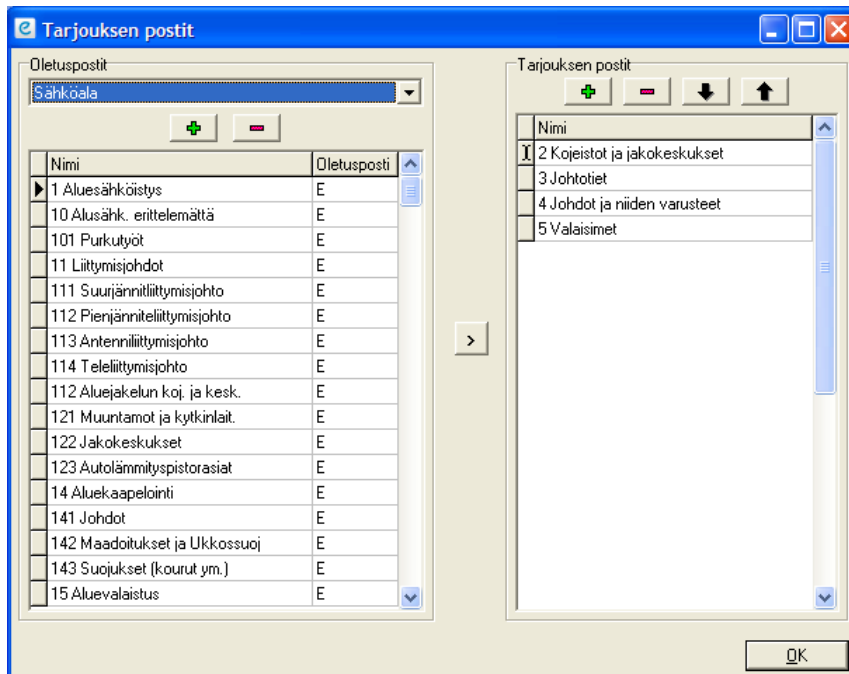 Tarjouksen postit
Oletuspostit
Sähköala
Nimi Oletusposti
1 Aluesähköistys E
10 Alusähk. erittelemättä E
101 Purkutyöt E
11 Liittymisjohdot E
111 Suurjännitliittymisjohto E
112 Pienjänniteliittymisjohto E
113 Antenniliittymisjohto E
114 Teleliittymisjohto E
112 Aluejakelun koj. ja kesk. E
121 Muuntamot ja kytkinlait. E
122 Jakokeskukset E
123 Autolämmityspistorasiat E
14 Aluekaapelointi E
141 Johdot E
142 Maadoitukset ja Ukkossuoj E
143 Suojukset (kourut ym.) E
15 Aluevalaistus E
>
Tarjouksen postit
Nimi
2 Kojeistot ja jakokeskukset
3 Johtotiet
4 Johdot ja niiden varusteet
5 Valaisimet
OK